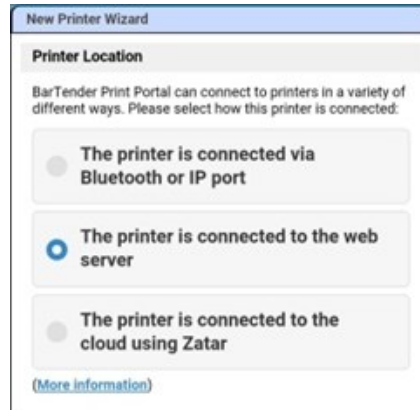 New Printer Wizard
Printer Location
BarTender Print Portal can connect to printers in a variety of
different ways. Please select how this printer is connected:
The printer is connected via
Bluetooth or IP port
The printer is connected to the web
server
The printer is connected to the
cloud using Zatar
(More information)